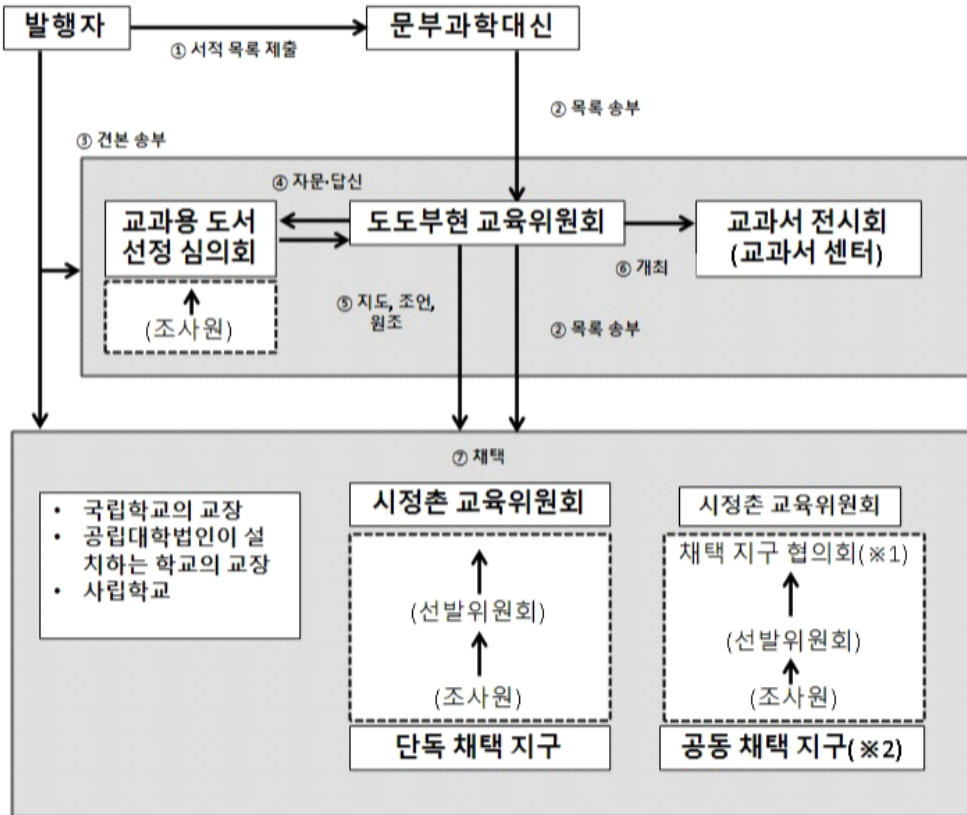 발행자
문부과학대신
① 서적 목록 제출
② 목록 송부
③ 견본 송부
④ 자문·답신
교과용 도서
선정 심의회
도도부현 교육위원회
교과서 전시회
(교과서 센터)
⑥ 개최
(조사원)
⑤ 지도, 조언,
원조
② 목록 송부
⑦ 채택
• 국립학교의 교장
• 공립대학법인이 설
치하는 학교의 교장
• 사립학교
시정촌 교육위원회
(선발위원회)
(조사원)
단독 채택 지구
시정촌 교육위원회
채택 지구 협의회(※1)
(선발위원회)
(조사원)
공동 채택 지구(※2)